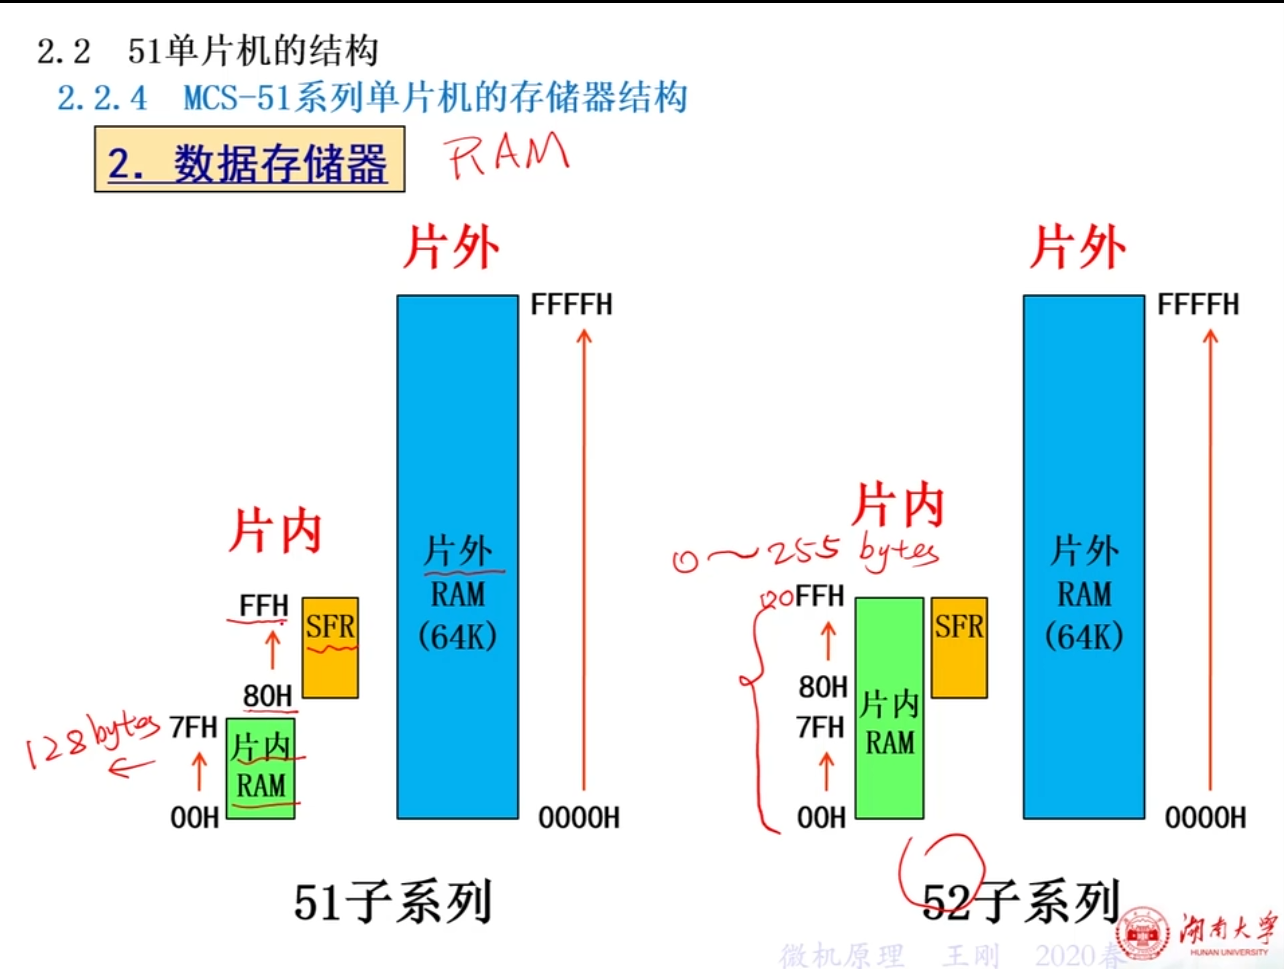 2.2 51单片机的结构
2.2.4 MCS-51系列单片机的存储器结构
2. 数据存储器
RAM
片外
FFFFH
片外
RAM
(64K)
0000H
片内
FFH
80H
SFR
128bytes
7FH
00H
片内
RAM
51子系列
片外
FFFFH
片外
RAM
(64K)
0000H
片内
0~255 bytes
00FFH
80H
7FH
00H
片内
RAM
SFR
52子系列
湖南大学
HUNAN UNIVERSITY
微机原理 王刚 2020春